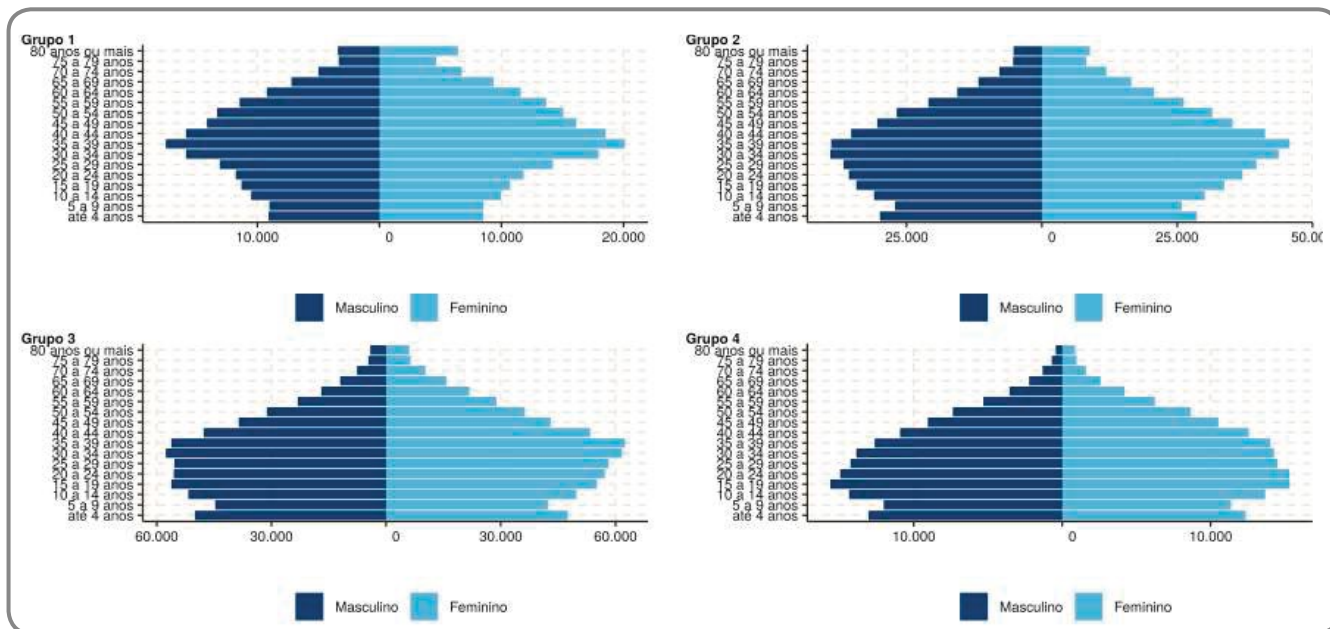 Grupo 1
80 anos ou mais
75 a 79 anos
70 a 74 anos
65 a 69 anos
60 a 64 anos
55 a 59 anos
50 a 54 anos
45 a 49 anos
40 a 44 anos
35 a 39 anos
30 a 34 anos
25 a 29 anos
20 a 24 anos
15 a 19 anos
10 a 14 anos
5 a 9 anos
até 4 anos
10.000 0 10.000 20.000
Masculino Feminino
Grupo 2
80 anos ou mais
75 a 79 anos
70 a 74 anos
65 a 69 anos
60 a 64 anos
55 a 59 anos
50 a 54 anos
45 a 49 anos
40 a 44 anos
35 a 39 anos
30 a 34 anos
25 a 29 anos
20 a 24 anos
15 a 19 anos
10 a 14 anos
5 a 9 anos
até 4 anos
25.000 0 25.000 50.00
Masculino Feminino
Grupo 3
80 anos ou mais
75 a 79 anos
70 a 74 anos
65 a 69 anos
60 a 64 anos
55 a 59 anos
50 a 54 anos
45 a 49 anos
40 a 44 anos
35 a 39 anos
30 a 34 anos
25 a 29 anos
20 a 24 anos
15 a 19 anos
10 a 14 anos
5 a 9 anos
até 4 anos
60.000 30.000 0 30.000 60.000
Masculino Feminino
Grupo 4
80 anos ou mais
75 a 79 anos
70 a 74 anos
65 a 69 anos
60 a 64 anos
55 a 59 anos
50 a 54 anos
45 a 49 anos
40 a 44 anos
35 a 39 anos
30 a 34 anos
25 a 29 anos
20 a 24 anos
15 a 19 anos
10 a 14 anos
5 a 9 anos
até 4 anos
10.000 0 10.000
Masculino Feminino